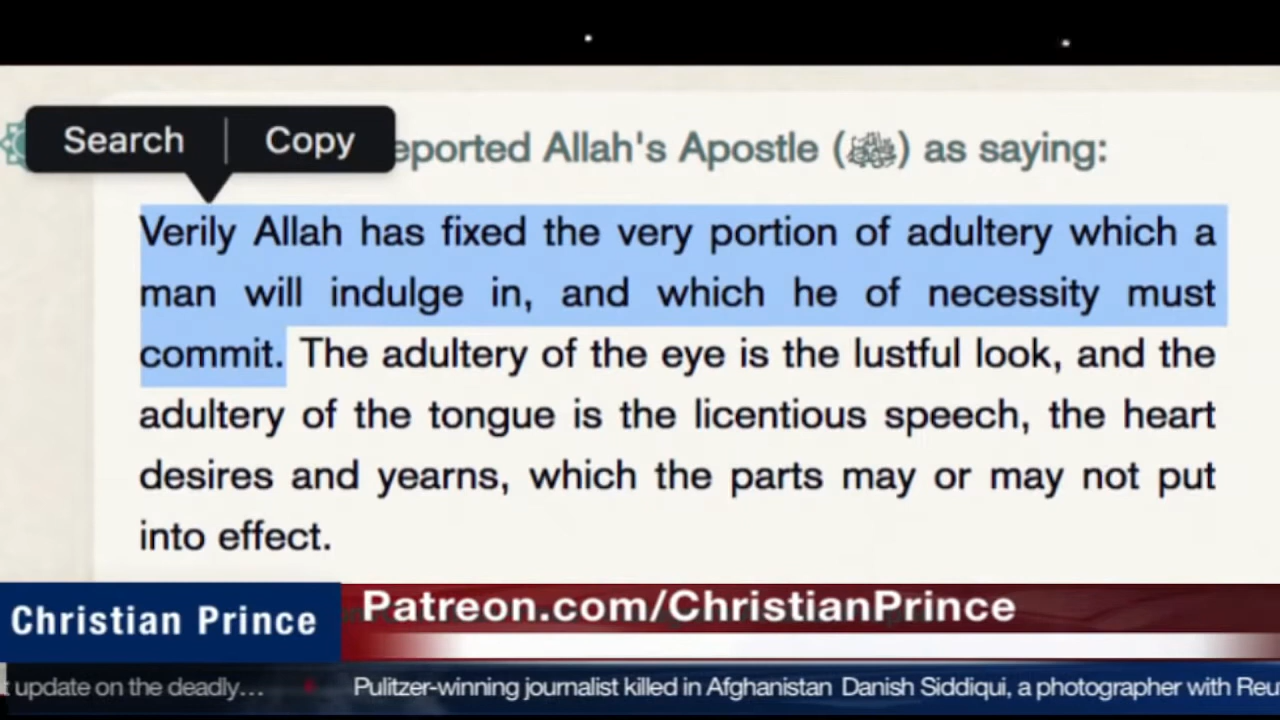 Search Copy
eported Allah's Apostle (ﷺ) as saying:
Verily Allah has fixed the very portion of adultery which a
man will indulge in, and which he of necessity must
commit. The adultery of the eye is the lustful look, and the
adultery of the tongue is the licentious speech, the heart
desires and yearns, which the parts may or may not put
into effect.
Christian Prince
Patreon.com/ChristianPrince
t update on the deadly... Pulitzer-winning journalist killed in Afghanistan Danish Siddiqui, a photographer with Reu